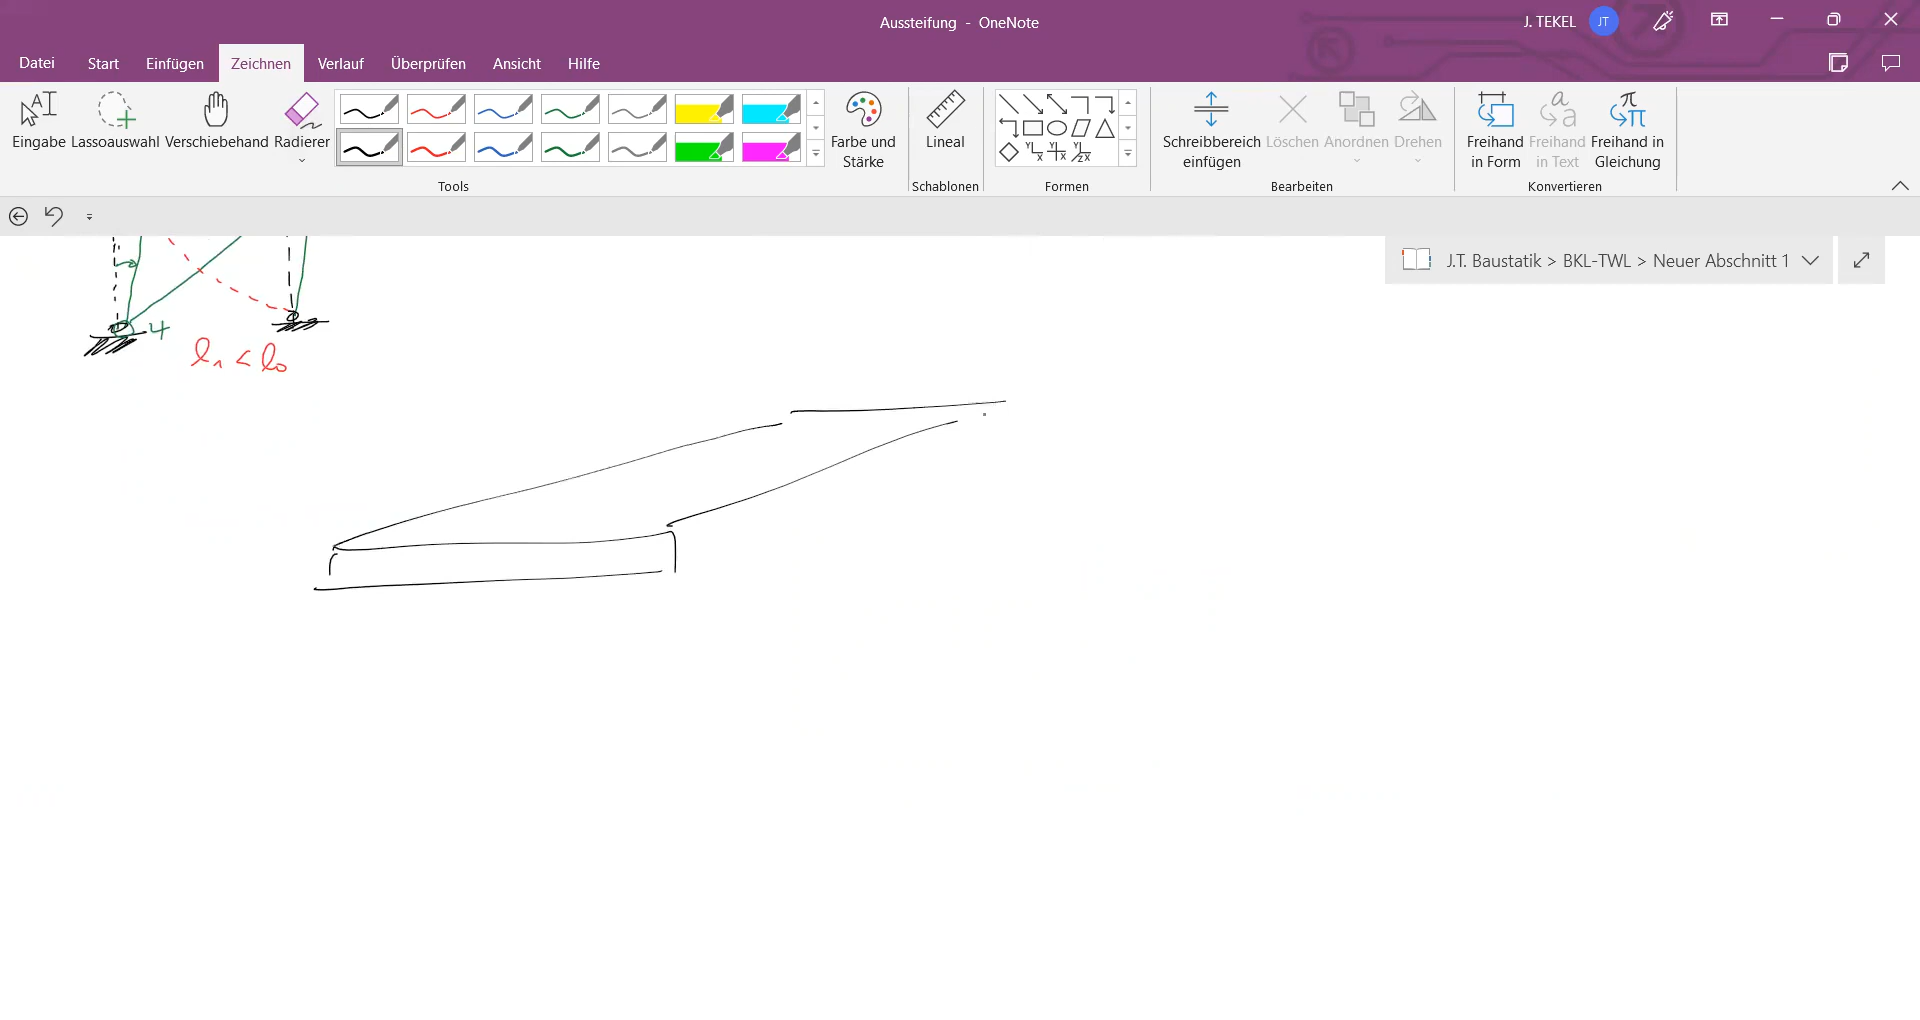 Aussteifung - OneNote
J. TEKEL
JT
Datei
Start
Einfügen
Zeichnen
Verlauf
Überprüfen
Ansicht
Hilfe
Eingabe
Lassoauswahl
Verschiebehand
Radierer
Farbe und
Stärke
Lineal
Schreibbereich
einfügen
Löschen
Anordnen
Drehen
Freihand
in Form
Freihand
in Text
Freihand in
Gleichung
Tools
Schablonen
Formen
Bearbeiten
Konvertieren
J.T. Baustatik > BKL-TWL > Neuer Abschnitt 1
4
l₁ < l₀